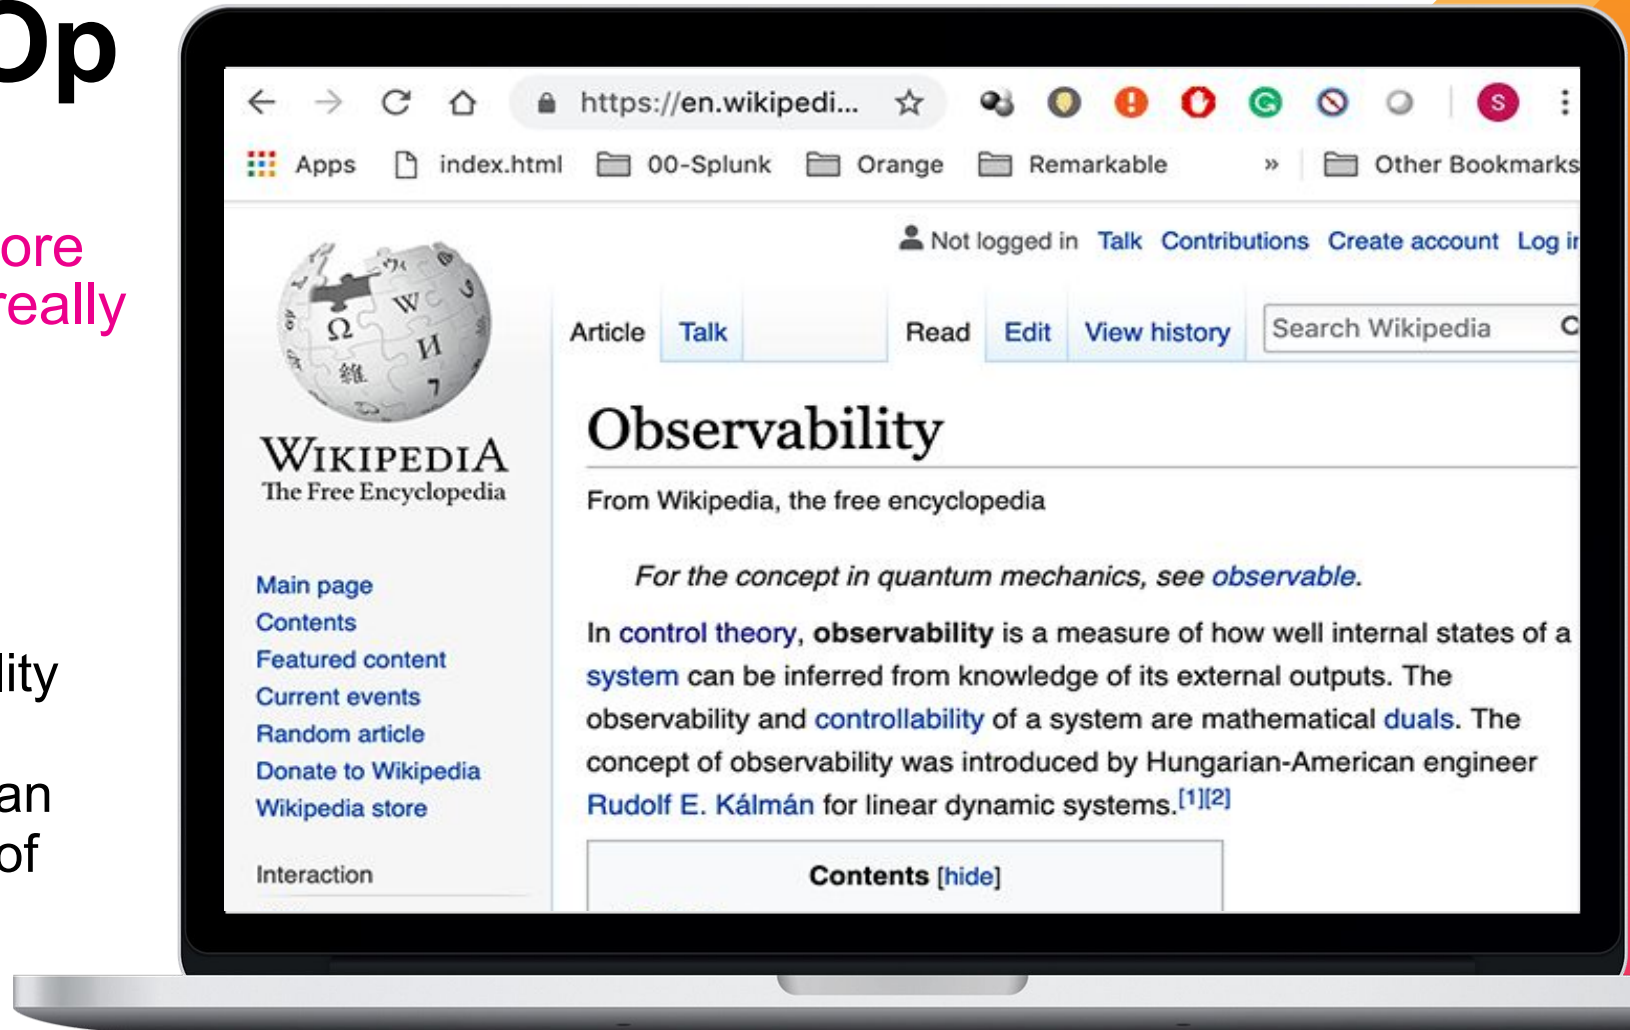 Op
ore
really
lity
an
of
https://en.wikipedi...
S
Apps index.html 00-Splunk Orange Remarkable » Other Bookmarks
Not logged in Talk Contributions Create account Log in
Article Talk Read Edit View history Search Wikipedia
WIKIPEDIA
The Free Encyclopedia
Main page
Contents
Featured content
Current events
Random article
Donate to Wikipedia
Wikipedia store
Interaction
Observability
From Wikipedia, the free encyclopedia
For the concept in quantum mechanics, see observable.
In control theory, observability is a measure of how well internal states of a
system can be inferred from knowledge of its external outputs. The
observability and controllability of a system are mathematical duals. The
concept of observability was introduced by Hungarian-American engineer
Rudolf E. Kálmán for linear dynamic systems.[1][2]
Contents [hide]